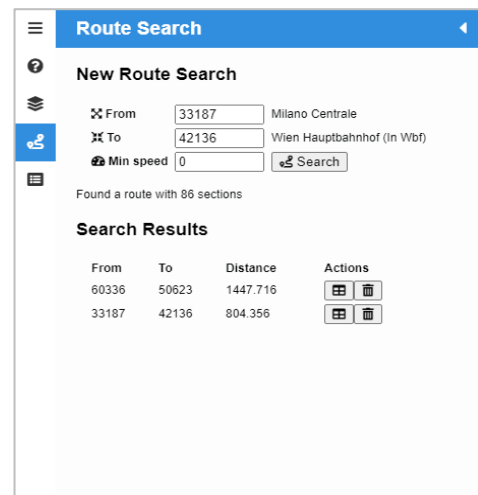 Route Search
New Route Search
From 33187 Milano Centrale
To 42136 Wien Hauptbahnhof (In Wbf)
Min speed 0 Search
Found a route with 86 sections
Search Results
From To Distance Actions
60336 50623 1447.716
33187 42136 804.356